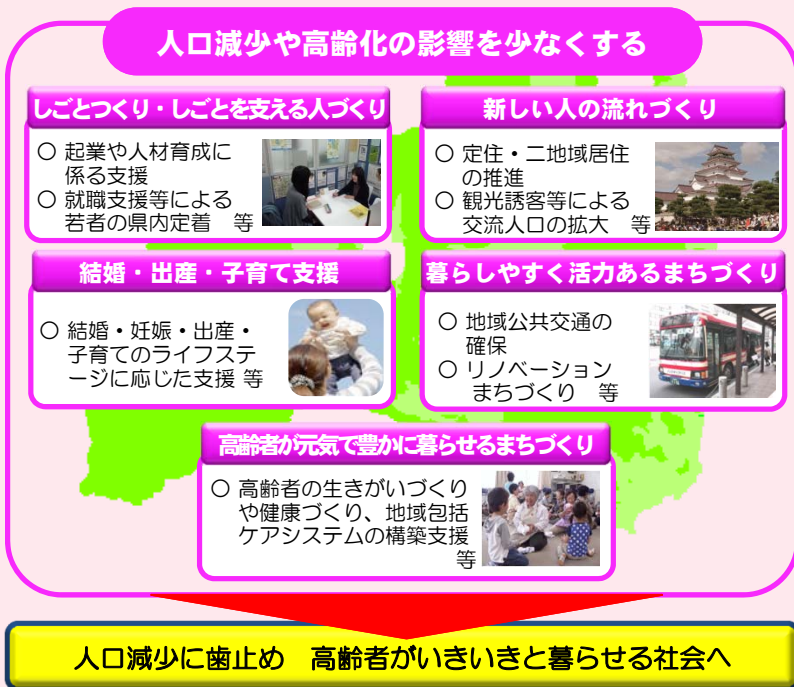 人口減少や高齢化の影響を少なくする
しごとつくり・しごとを支える人づくり
○ 起業や人材育成に
係る支援
○ 就職支援等による
若者の県内定着 等
新しい人の流れづくり
○ 定住・二地域居住
の推進
○ 観光誘客等による
交流人口の拡大 等
結婚・出産・子育て支援
○ 結婚・妊娠・出産・
子育てのライフステ
ージに応じた支援 等
暮らしやすく活力あるまちづくり
○ 地域公共交通の
確保
○ リノベーション
まちづくり 等
高齢者が元気で豊かに暮らせるまちづくり
○ 高齢者の生きがいづくり
や健康づくり、地域包括
ケアシステムの構築支援
等
人口減少に歯止め 高齢者がいきいきと暮らせる社会へ